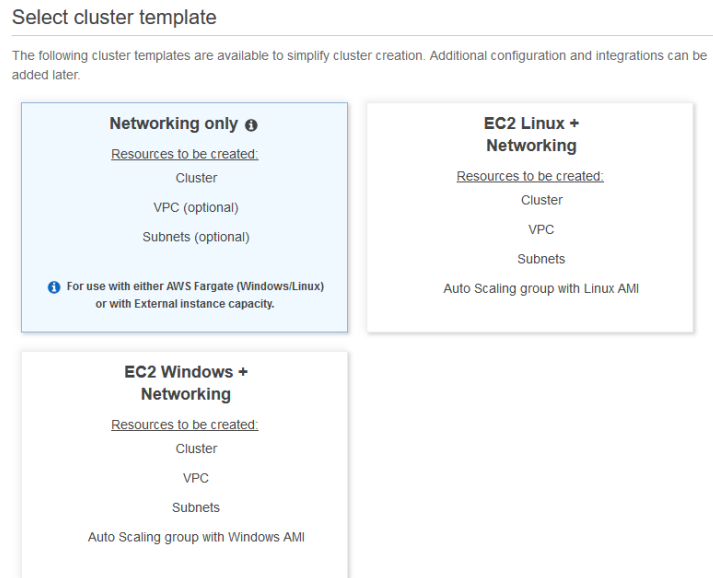 Select cluster template
The following cluster templates are available to simplify cluster creation. Additional configuration and integrations can be
added later.
Networking only
Resources to be created:
Cluster
VPC (optional)
Subnets (optional)
For use with either AWS Fargate (Windows/Linux)
or with External instance capacity.
EC2 Linux +
Networking
Resources to be created:
Cluster
VPC
Subnets
Auto Scaling group with Linux AMI
EC2 Windows +
Networking
Resources to be created:
Cluster
VPC
Subnets
Auto Scaling group with Windows AMI